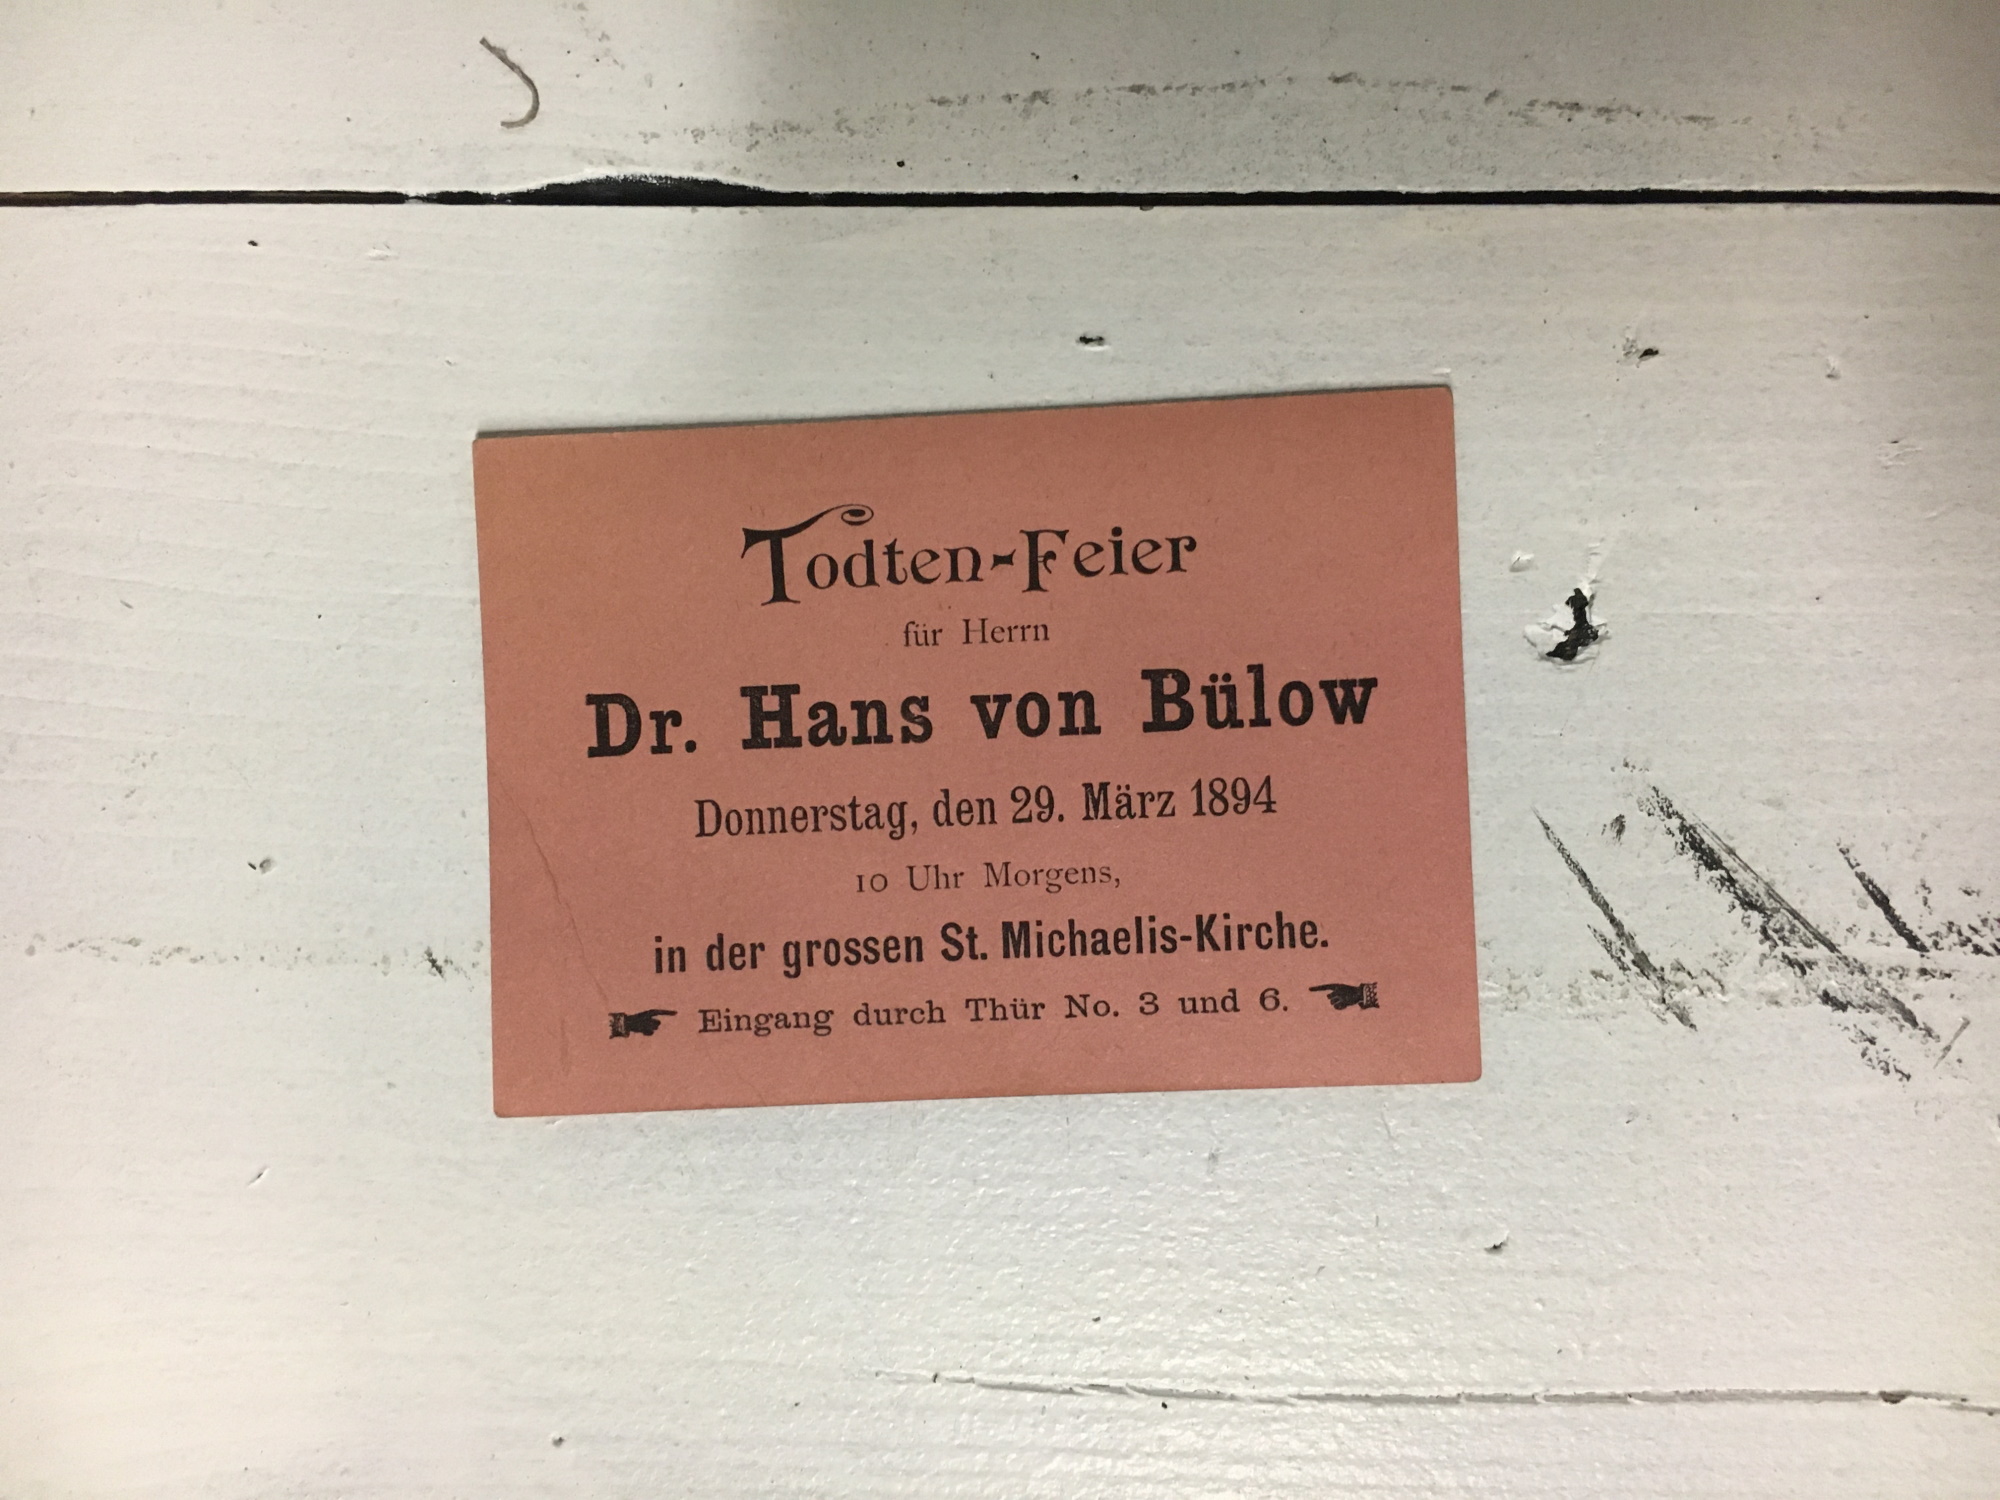 Todten-Feier
für Herrn
Dr. Hans von Bülow
Donnerstag, den 29. März 1894
10 Uhr Morgens,
in der grossen St. Michaelis-Kirche.
Eingang durch Thür No. 3 und 6.